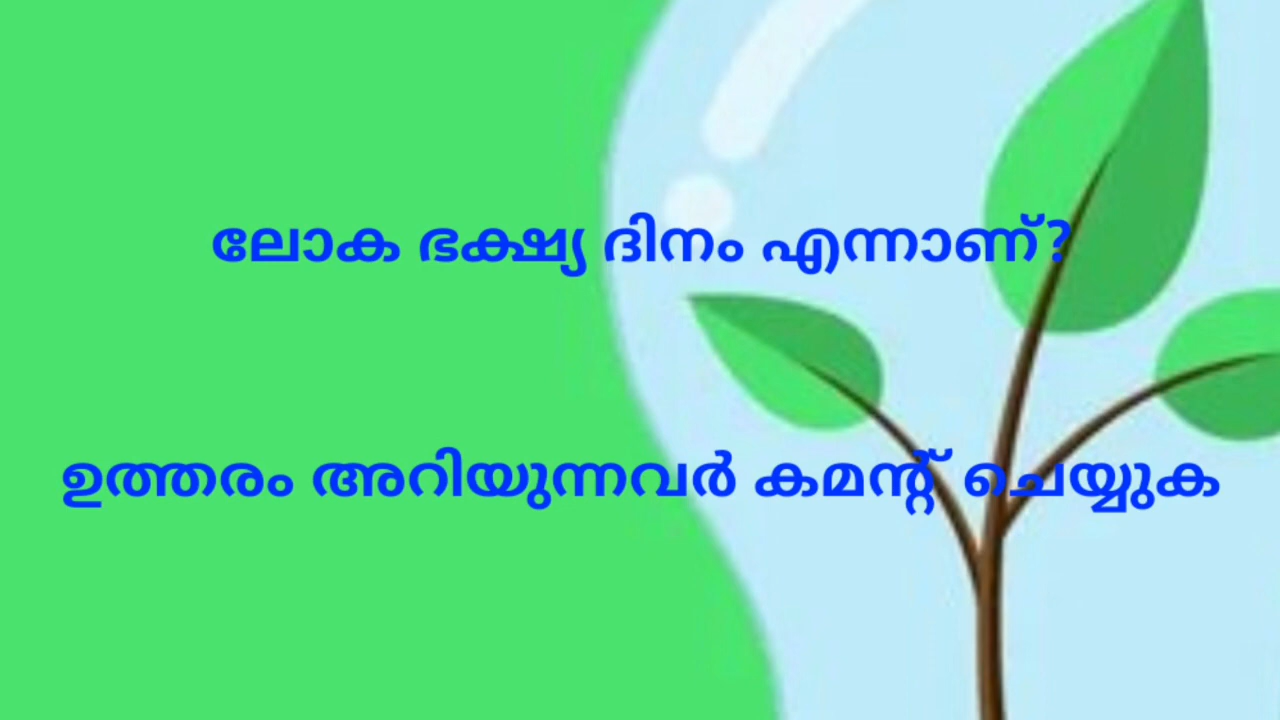 ലോക ഭക്ഷ്യ ദിനം എന്നാണ്?
ഉത്തരം അറിയുന്നവർ കമന്റ് ചെയ്യുക